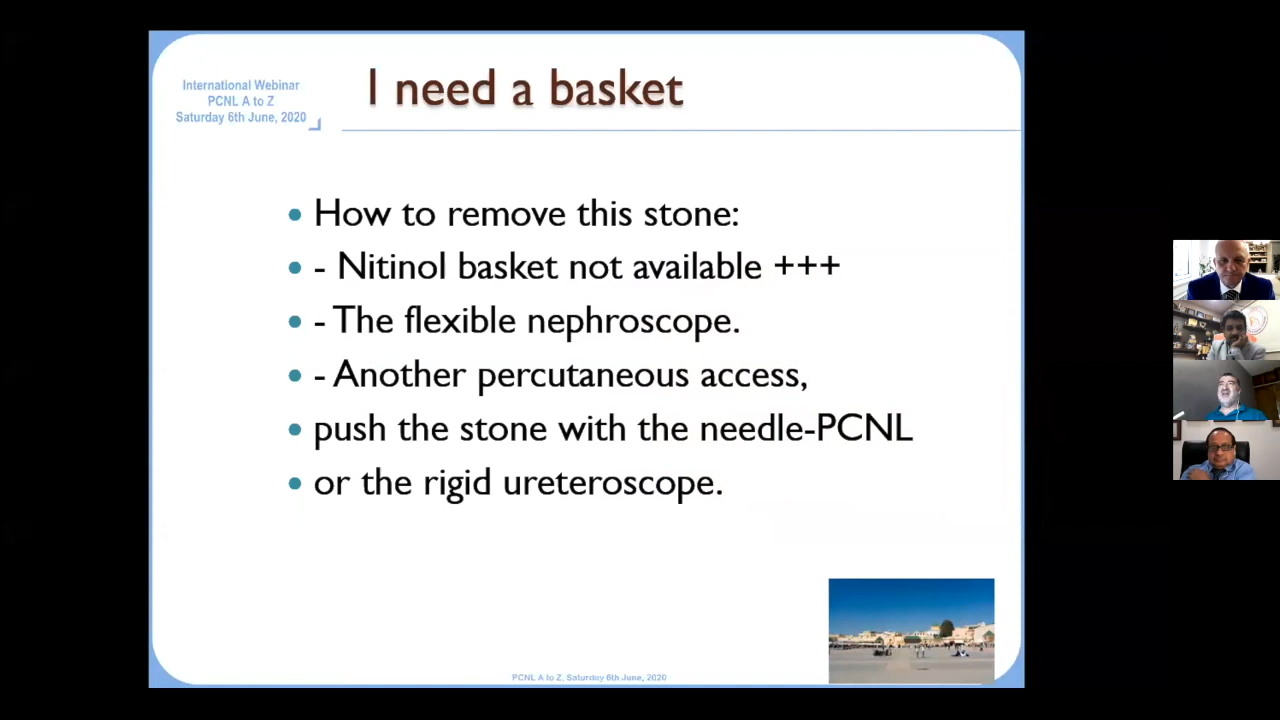 International Webinar
PCNL A to Z
Saturday 6th June, 2020
I need a basket
• How to remove this stone:
• - Nitinol basket not available +++
• - The flexible nephroscope.
• - Another percutaneous access,
• push the stone with the needle-PCNL
• or the rigid ureteroscope.
PCNL A to Z, Saturday 6th June, 2020